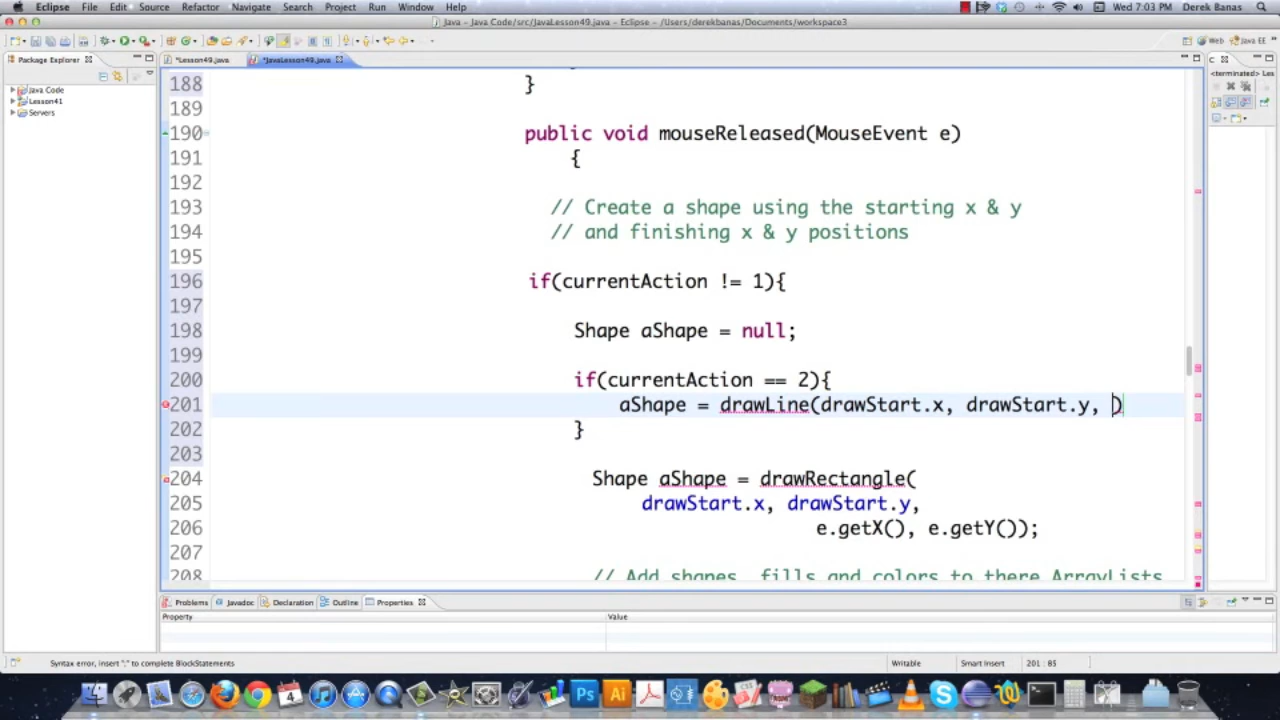 Eclipse File Edit Source Refactor Navigate Search Project Run Window Help Wed 7:03 PM Derek Banas
Java - Java Code/src/JavaLesson49.java - Eclipse - /Users/derekbanas/Documents/workspace3
Web Java EE
Package Explorer *Lesson49.java *JavaLesson49.java
<terminated> Les
Java Code
Lesson41
Servers
188 }
189
190 public void mouseReleased(MouseEvent e)
191 {
192
193 // Create a shape using the starting x & y
194 // and finishing x & y positions
195
196 if(currentAction != 1){
197
198 Shape aShape = null;
199
200 if(currentAction == 2){
201 aShape = drawLine(drawStart.x, drawStart.y, )
202 }
203
204 Shape aShape = drawRectangle(
205 drawStart.x, drawStart.y,
206 e.getX(), e.getY());
207
208 // Add shapes, fills and colors to there ArrayLists
Problems Javadoc Declaration Outline Properties
Property Value
Syntax error, insert ";" to complete BlockStatements Writable Smart Insert 201 : 85